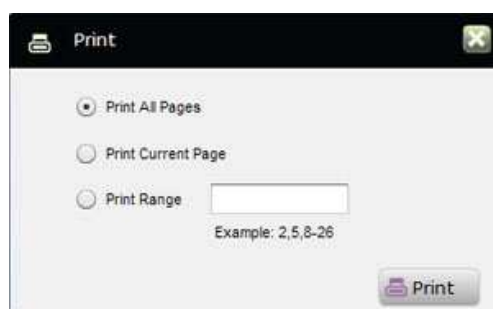 Print
Print All Pages
Print Current Page
Print Range
Example: 2,5,8-26
Print